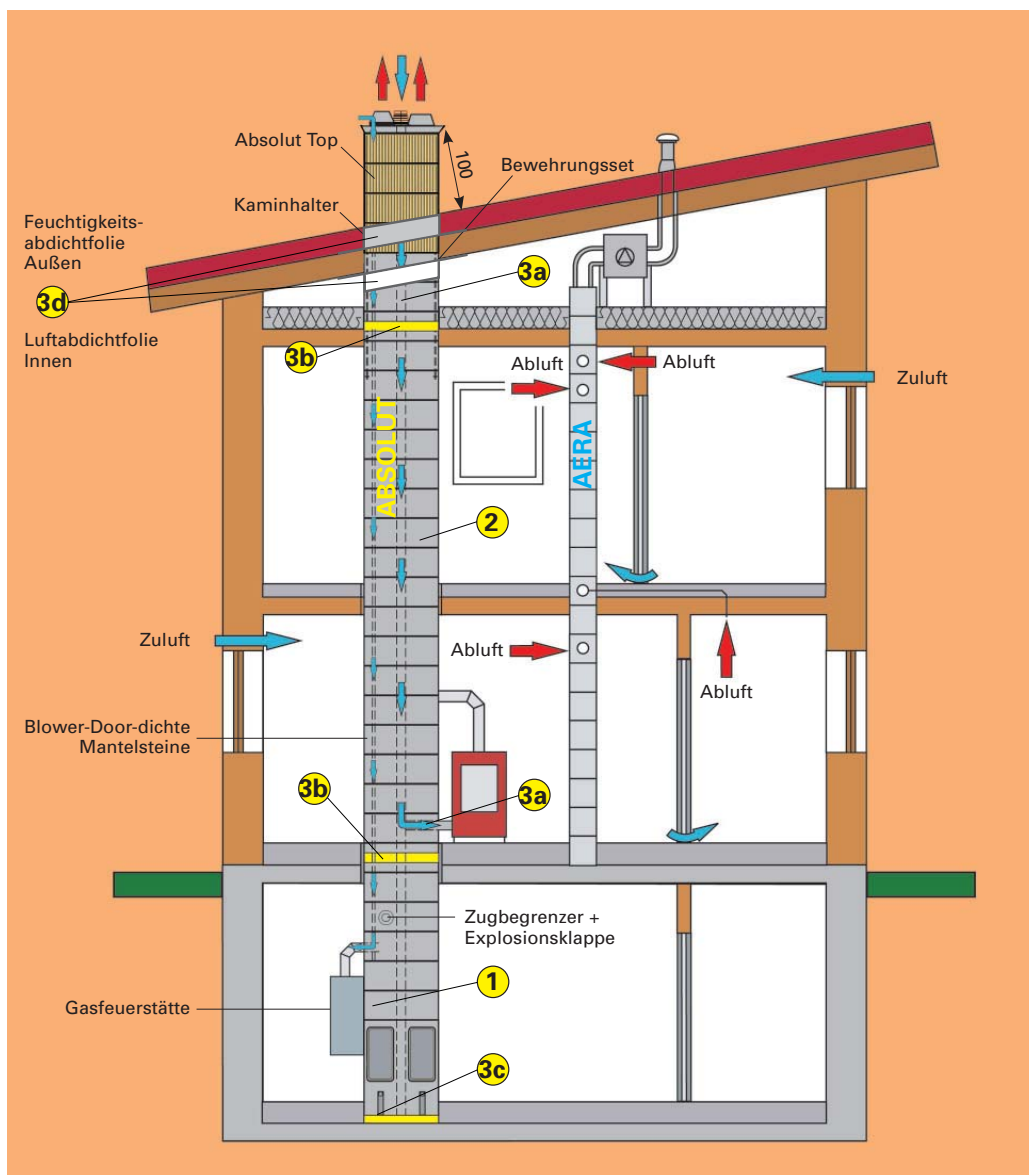 Absolut Top
100
Bewehrungsset
Kaminhalter
Feuchtigkeits-
abdichtfolie
Außen
3d
Luftabdichtfolie
Innen
3a
3b
Abluft
Abluft
Zuluft
ABSOLUT
AERA
2
Zuluft
Abluft
Abluft
Blower-Door-dichte
Mantelsteine
3b
3a
Zugbegrenzer +
Explosionsklappe
Gasfeuerstätte
1
3c